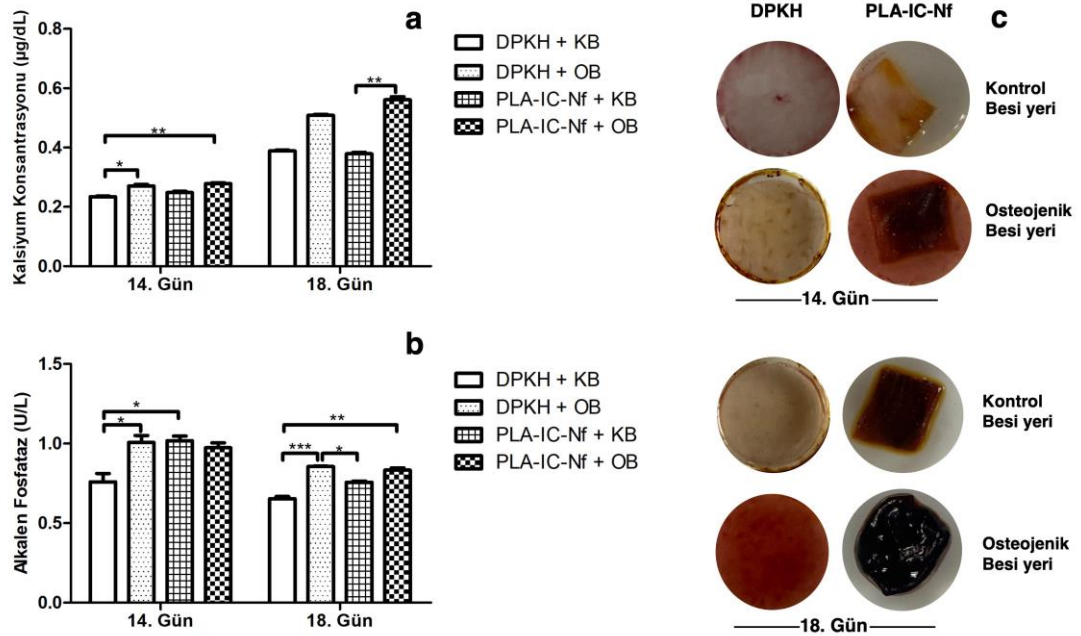 a
Kalsiyum Konsantrasyonu (µg/dL)
0.8
0.6
0.4
0.2
0.0
**
*
**
14. Gün
18. Gün
DPKH + KB
DPKH + OB
PLA-IC-Nf + KB
PLA-IC-Nf + OB
b
Alkalen Fosfataz (U/L)
1.5
1.0
0.5
0.0
*
*
**
***
*
14. Gün
18. Gün
DPKH + KB
DPKH + OB
PLA-IC-Nf + KB
PLA-IC-Nf + OB
c
DPKH
PLA-IC-Nf
Kontrol
Besi yeri
Osteojenik
Besi yeri
14. Gün
Kontrol
Besi yeri
Osteojenik
Besi yeri
18. Gün